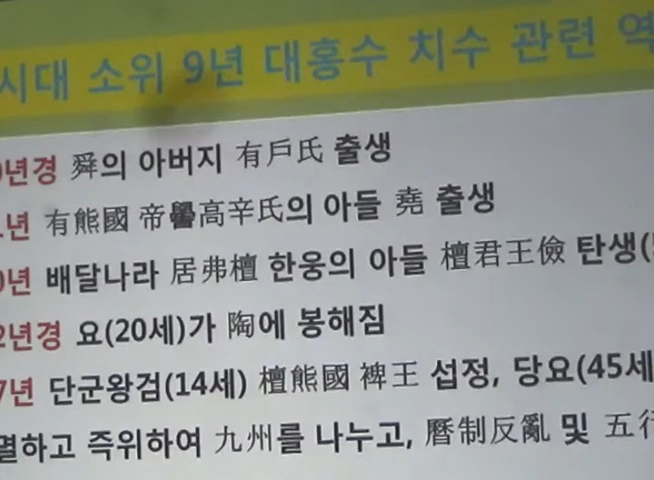 시대 소위 9년 대홍수 치수 관련 역
년경 舜의 아버지 有戶氏 출생
년 有熊國 帝嚳高辛氏의 아들 堯 출생
0년 배달나라 居弗檀 한웅의 아들 檀君王儉 탄생(
2년경 요(20세)가 陶에 봉해짐
7년 단군왕검(14세) 檀熊國 裨王 섭정, 당요(45세
멸하고 즉위하여 九州를 나누고, 曆制反亂 및 五行